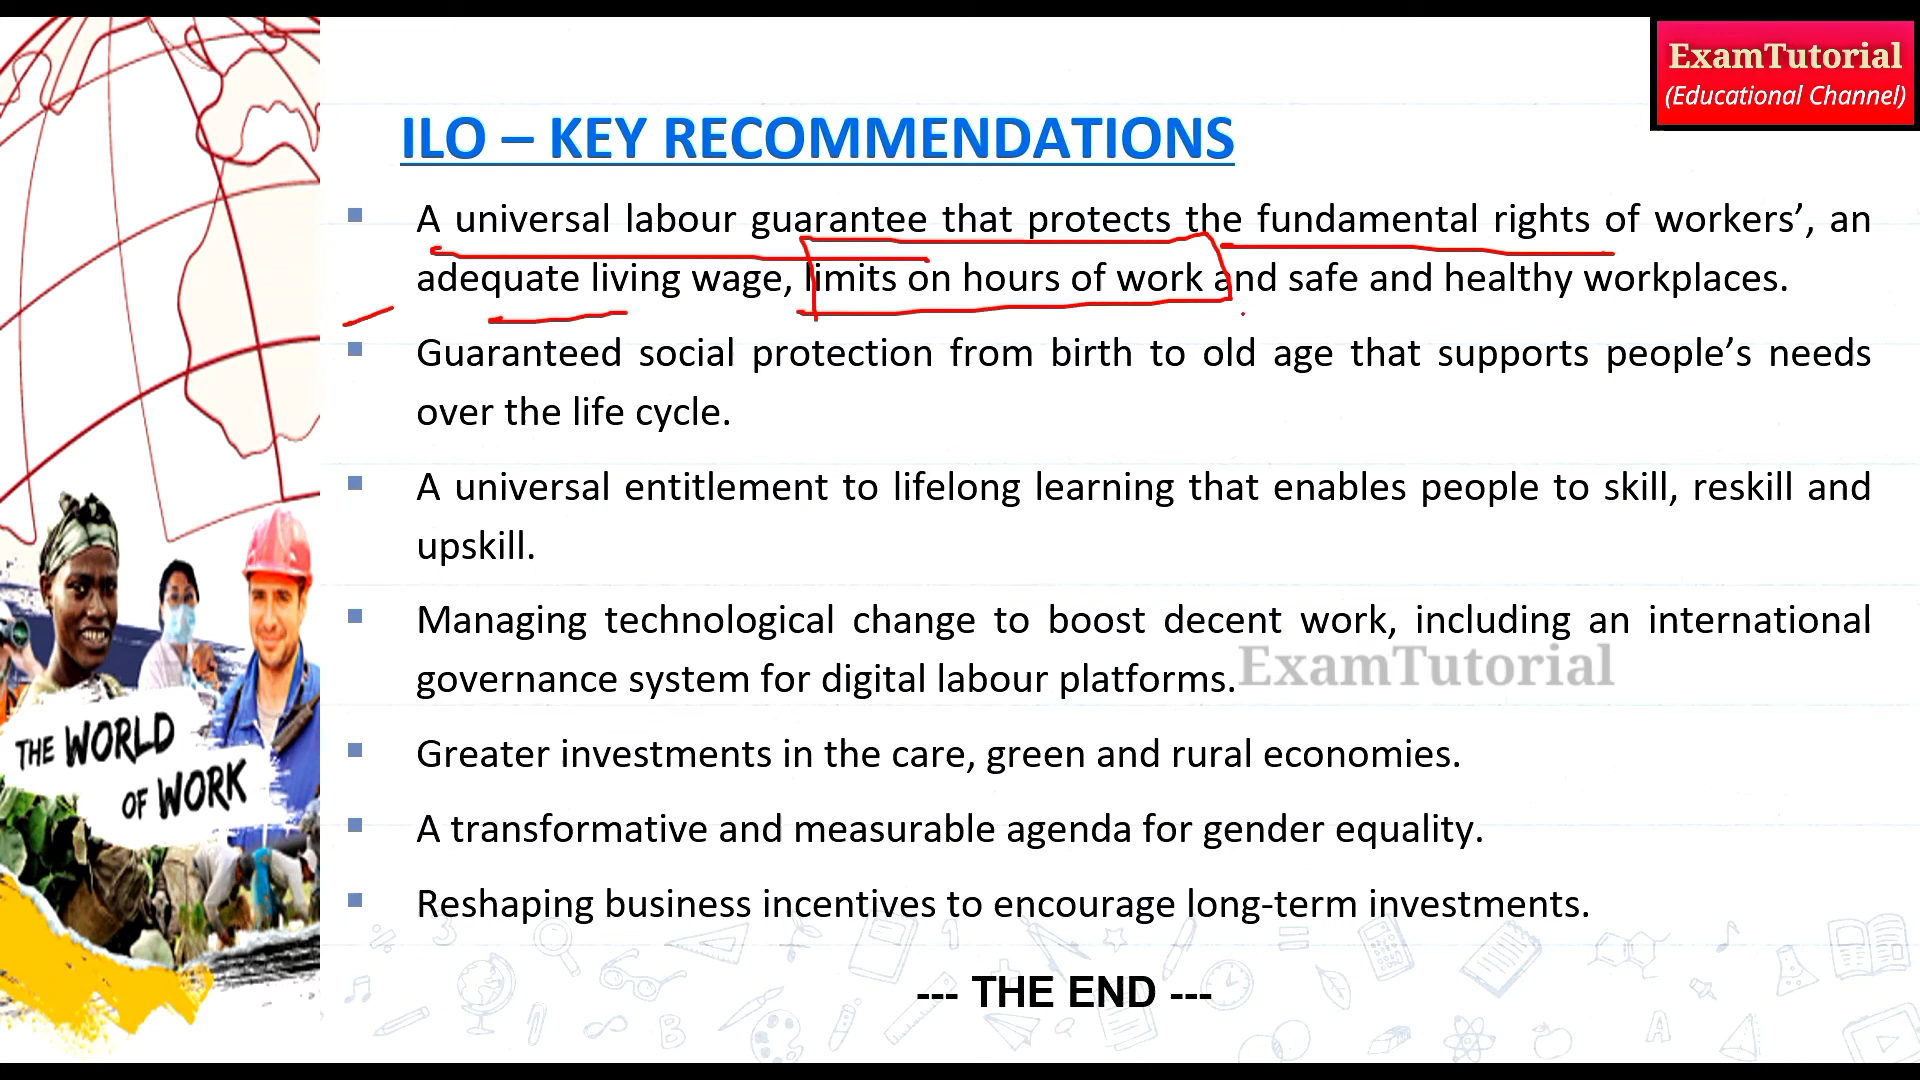 ExamTutorial
(Educational Channel)
ILO – KEY RECOMMENDATIONS
▪ A universal labour guarantee that protects the fundamental rights of workers’, an
adequate living wage, limits on hours of work and safe and healthy workplaces.
▪ Guaranteed social protection from birth to old age that supports people’s needs
over the life cycle.
▪ A universal entitlement to lifelong learning that enables people to skill, reskill and
upskill.
▪ Managing technological change to boost decent work, including an international
governance system for digital labour platforms.
ExamTutorial
▪ Greater investments in the care, green and rural economies.
▪ A transformative and measurable agenda for gender equality.
▪ Reshaping business incentives to encourage long-term investments.
--- THE END ---
THE WORLD
OF WORK